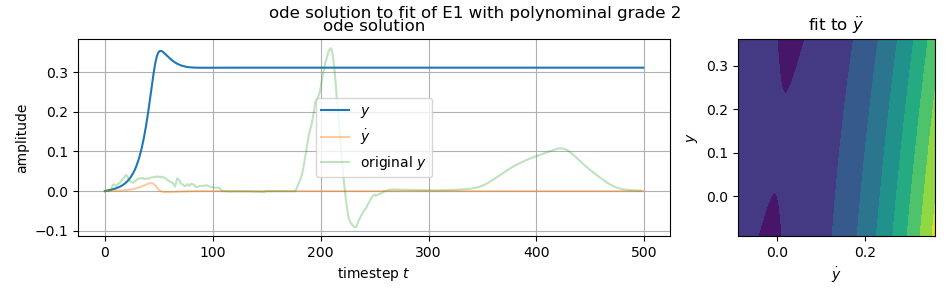 ode solution to fit of E1 with polynominal grade 2
ode solution
fit to ÿ
amplitude
0.3
0.2
0.1
0.0
−0.1
y
ẏ
original y
0
100
200
300
400
500
timestep t
y
0.3
0.2
0.1
0.0
0.0
0.2
ẏ